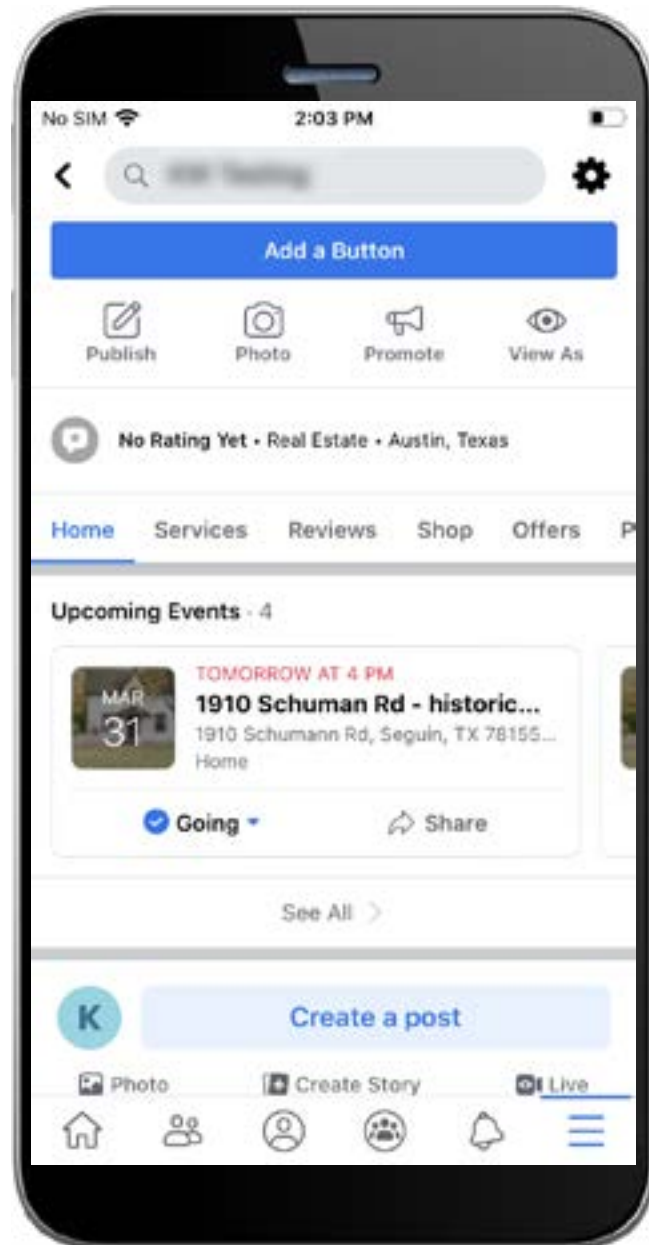 No SIM 2:03 PM
Add a Button
Publish Photo Promote View As
No Rating Yet • Real Estate • Austin, Texas
Home Services Reviews Shop Offers P
Upcoming Events · 4
TOMORROW AT 4 PM
MAR
31
1910 Schuman Rd - historic...
1910 Schumann Rd, Seguin, TX 78155...
Home
Going Share
See All
K Create a post
Photo Create Story Live